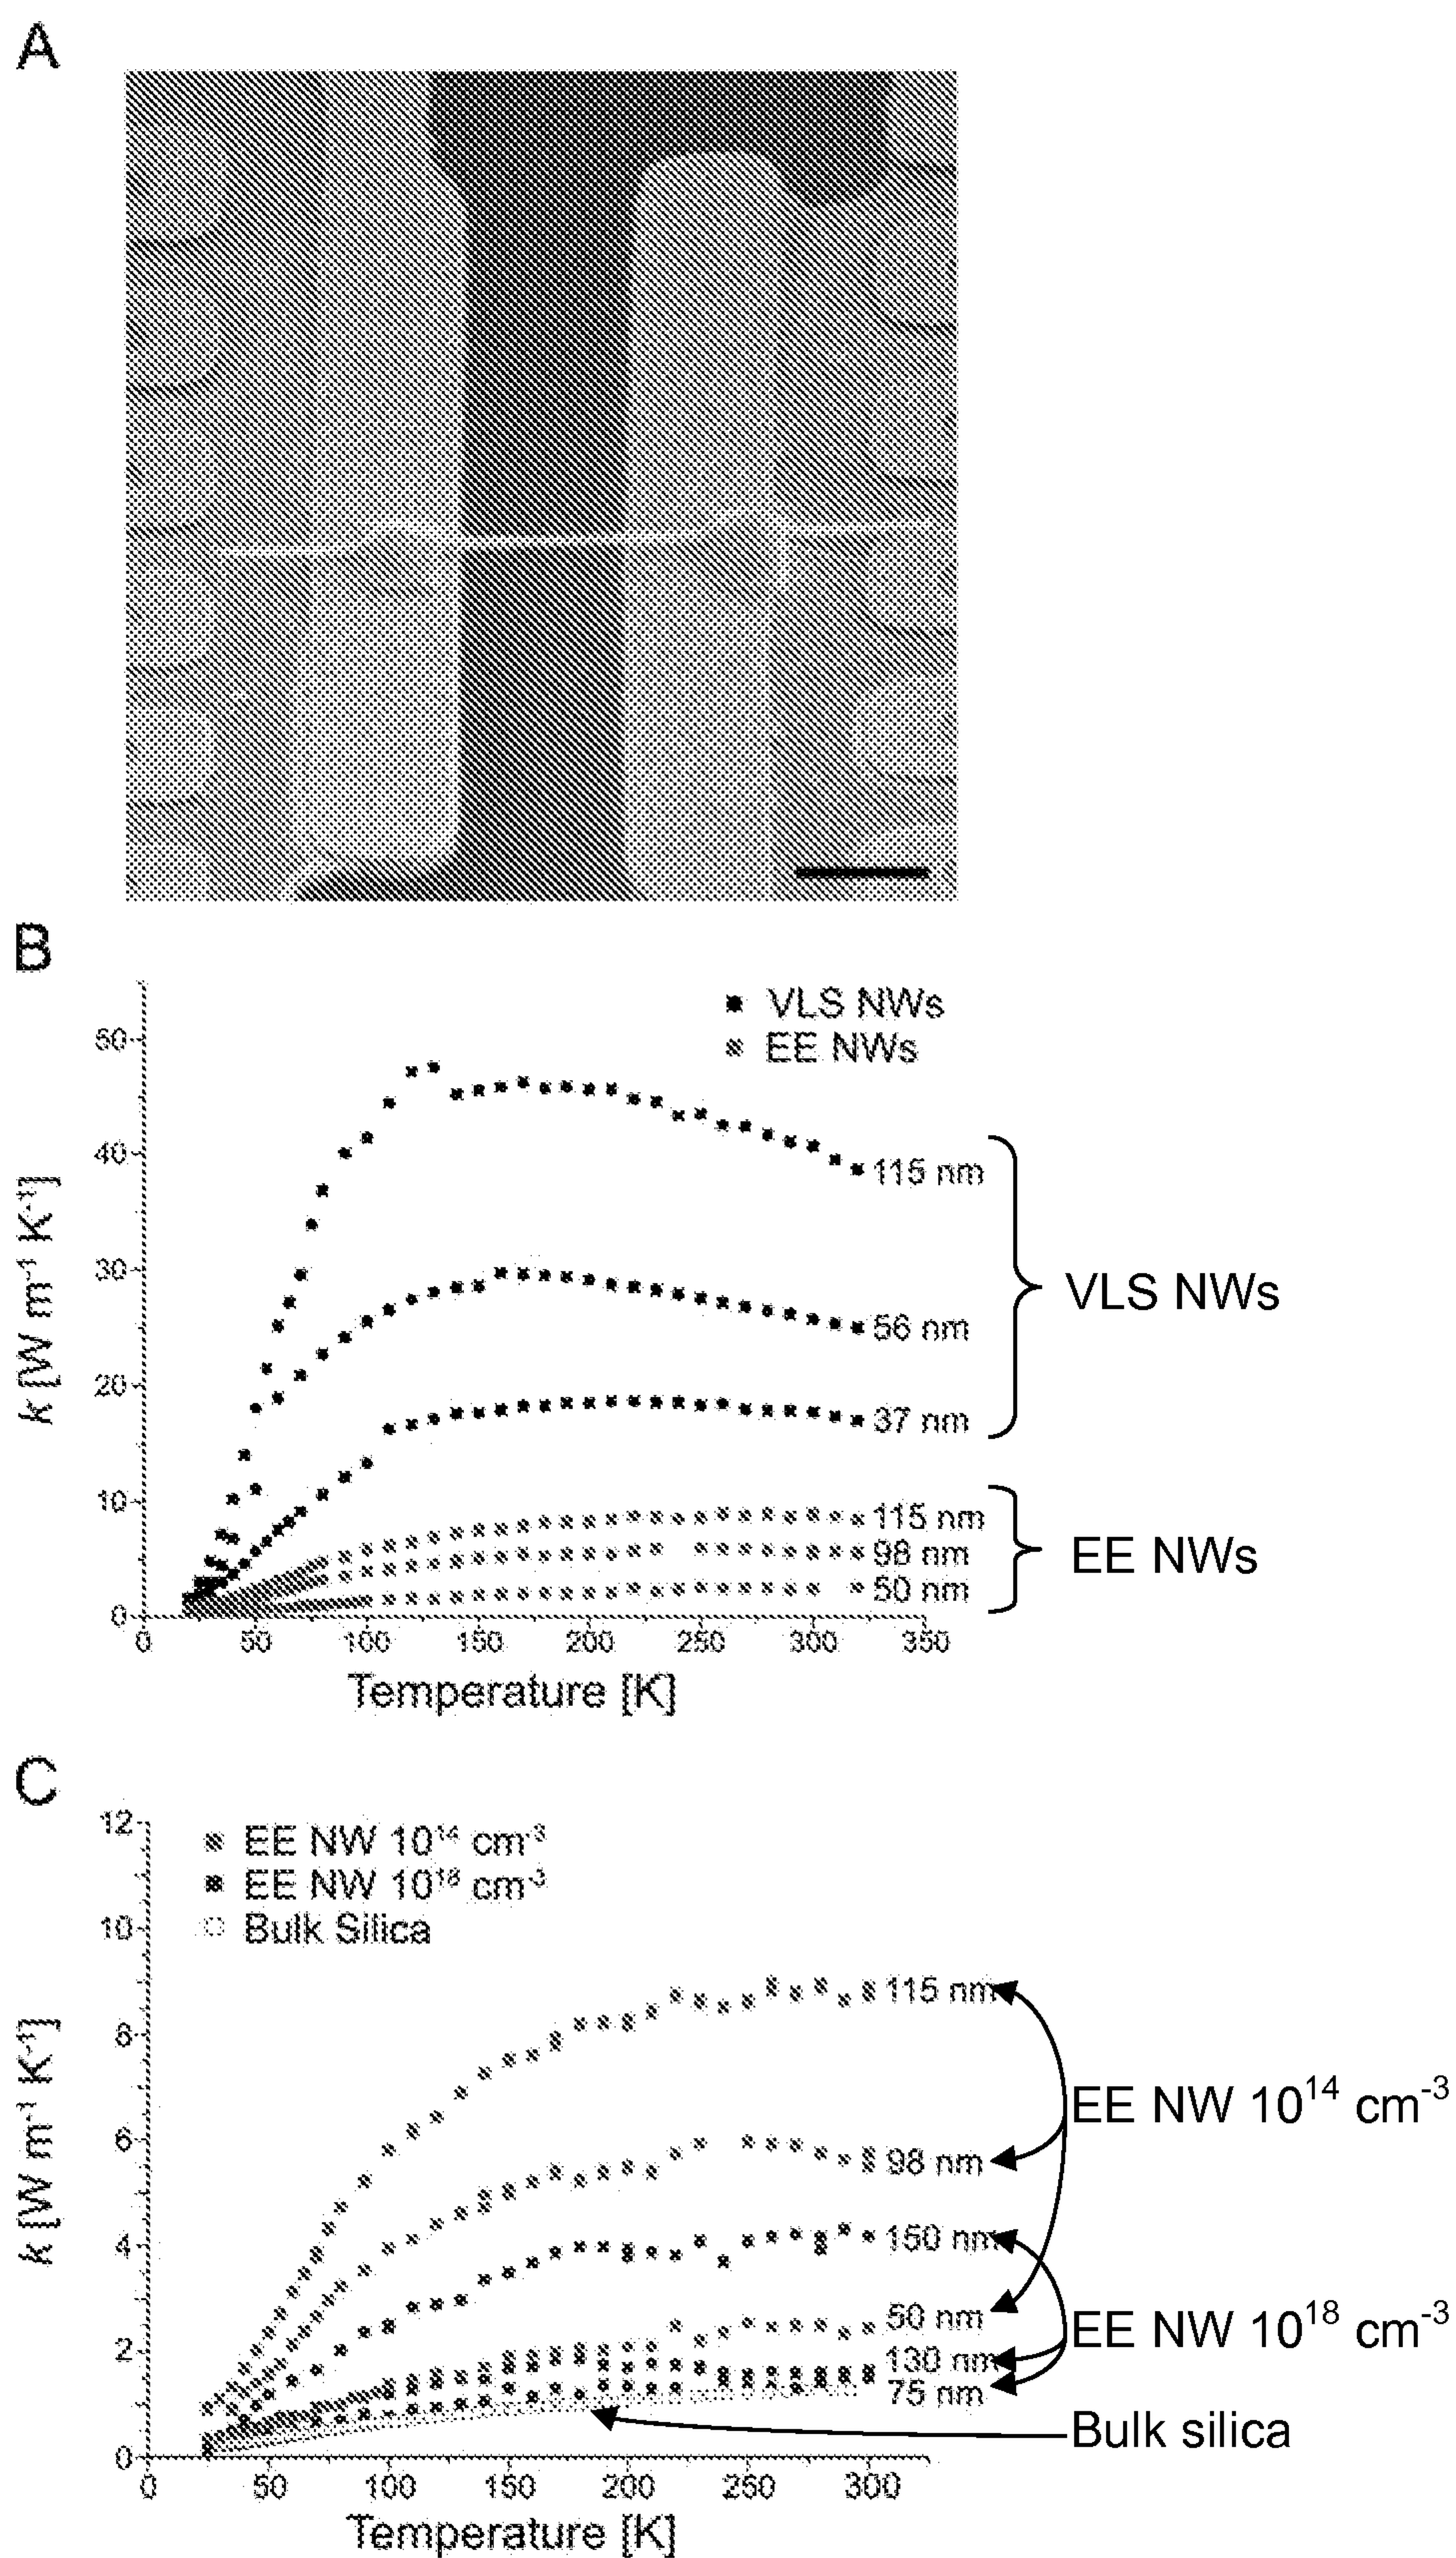 A
B
VLS NWs
EE NWs
50
40
30
20
10
0
k [W m⁻¹ K⁻¹]
115 nm
56 nm
37 nm
VLS NWs
115 nm
98 nm
50 nm
EE NWs
0 50 100 150 200 250 300 350
Temperature [K]
C
EE NW 10¹⁴ cm⁻³
EE NW 10¹⁸ cm⁻³
Bulk Silica
12
10
8
6
4
2
0
k [W m⁻¹ K⁻¹]
115 nm
98 nm
150 nm
50 nm
130 nm
75 nm
EE NW 10¹⁴ cm⁻³
EE NW 10¹⁸ cm⁻³
Bulk silica
0 50 100 150 200 250 300
Temperature [K]